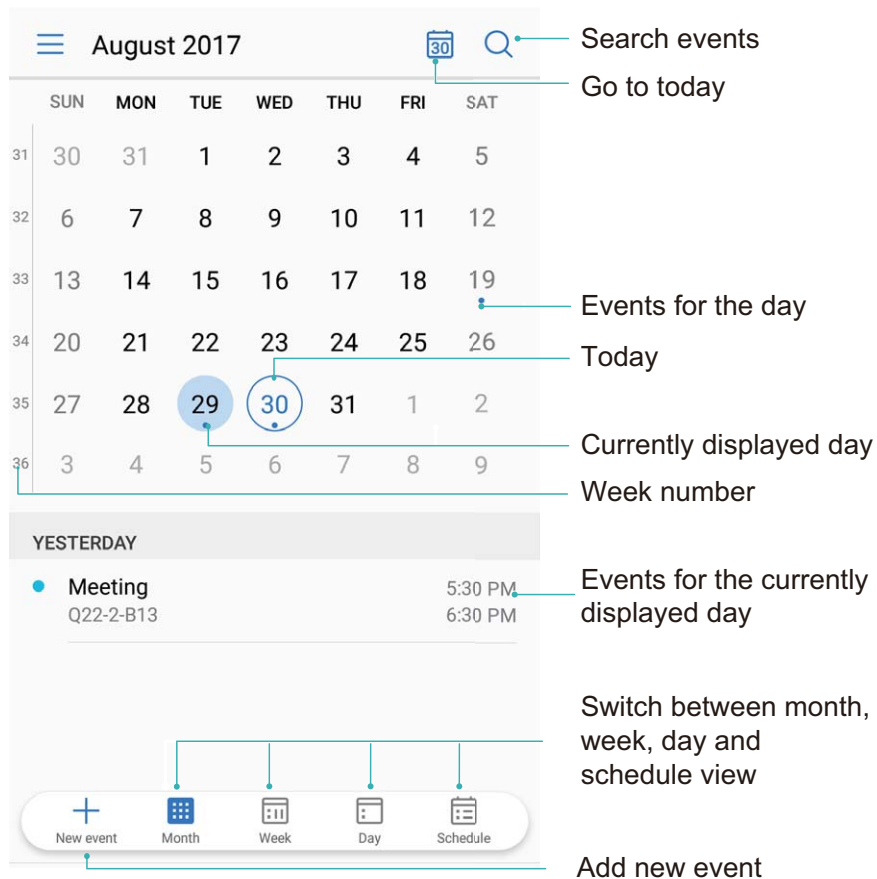 August 2017 30 Search events
Go to today
SUN MON TUE WED THU FRI SAT
31 30 31 1 2 3 4 5
32 6 7 8 9 10 11 12
33 13 14 15 16 17 18 19
Events for the day
34 20 21 22 23 24 25 26
Today
35 27 28 29 30 31 1 2
Currently displayed day
36 3 4 5 6 7 8 9
Week number
YESTERDAY
Meeting 5:30 PM
Q22-2-B13 6:30 PM
Events for the currently
displayed day
Switch between month,
week, day and
schedule view
New event Month Week Day Schedule
Add new event